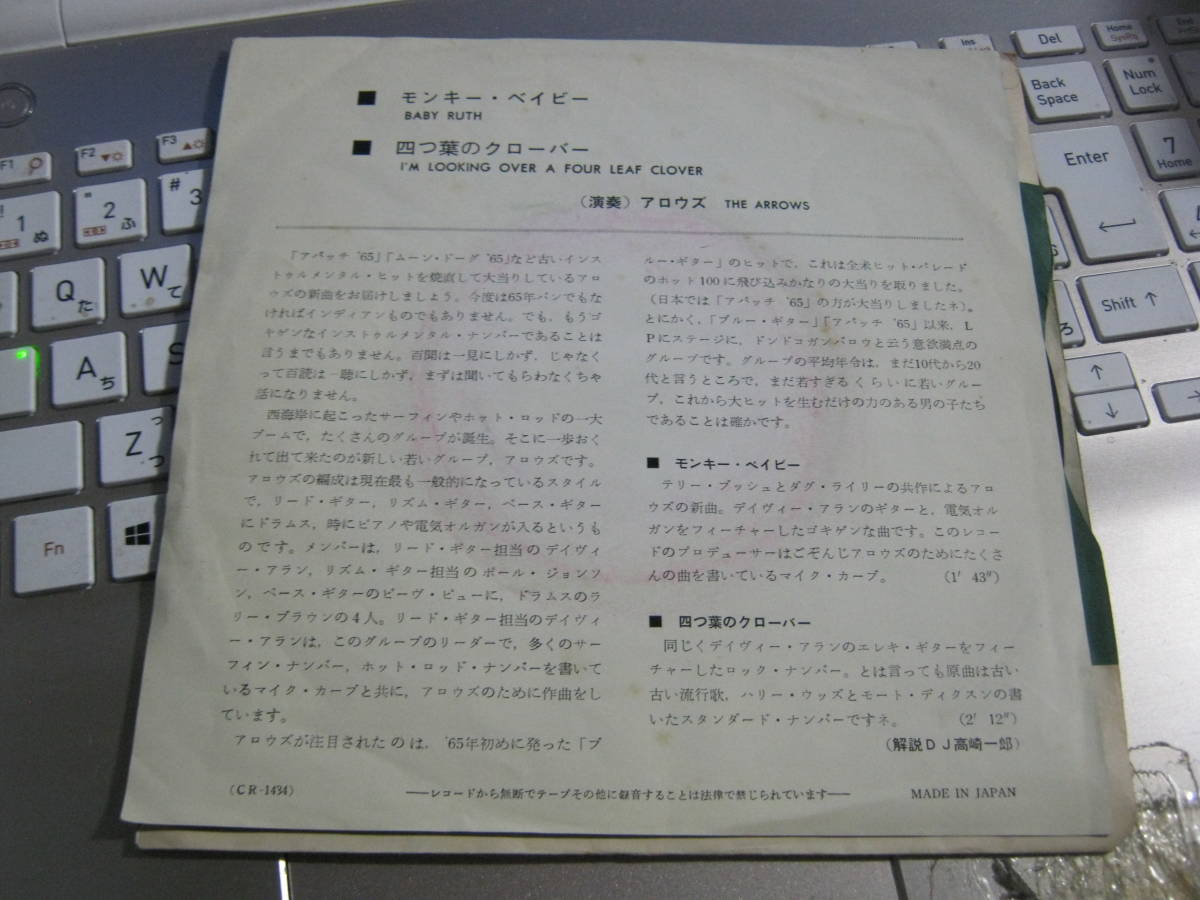 ■ モンキー・ベイビー
BABY RUTH
■ 四つ葉のクローバー
I'M LOOKING OVER A FOUR LEAF CLOVER
(演奏) アロウズ THE ARROWS
「アパッチ '65」「ムーン・ドーグ '65」など古いインス
トゥルメンタル・ヒットを焼直して大当りしているアロ
ウズの新曲をお届けしましょう。今度は65年バンでもな
ければインディアンものでもありません。でも、もうゴ
キゲンなインストゥルメンタル・ナンバーであることは
言うまでもありません。百聞は一見にしかず、じゃなく
って百読は一聴にしかず、まずは聞いてもらわなくちゃ
話になりません。
西海岸に起こったサーフィンやホット・ロッドの一大
ブームで、たくさんのグループが誕生。そこに一歩おく
れて出て来たのが新しい若いグループ、アロウズです。
アロウズの編成は現在最も一般的になっているスタイル
で、リード・ギター、リズム・ギター、ベース・ギター
にドラムス、時にピアノや電気オルガンが入るというも
のです。メンバーは、リード・ギター担当のデイヴィ
ー・アラン、リズム・ギター担当のポール・ジョンソ
ン、ベース・ギターのピーヴ・ピューに、ドラムスのラ
リー・ブラウンの4人。リード・ギター担当のデイヴィ
ー・アランは、このグループのリーダーで、多くのサー
フィン・ナンバー、ホット・ロッド・ナンバーを書いて
いるマイク・カーブと共に、アロウズのために作曲をし
ています。
アロウズが注目されたのは、'65年初めに発った「ブ
ルー・ギター」のヒットで、これは全米ヒット・パレード
のホット100に飛び込みかなりの大当りを取りました。
(日本では「アパッチ '65」の方が大当りしましたネ)。
とにかく、「ブルー・ギター」「アパッチ '65」以来、L
Pにステージに、ドンドコガンバロウと云う意欲満点の
グループです。グループの平均年令は、まだ10代から20
代と言うところで、まだ若すぎるくらいに若いグルー
プ、これから大ヒットを生むだけの力のある男の子たち
であることは確かです。
■ モンキー・ベイビー
テリー・ブッシュとダグ・ライリーの共作によるアロ
ウズの新曲。デイヴィー・アランのギターと、電気オル
ガンをフィーチャーしたゴキゲンな曲です。このレコー
ドのプロデューサーはごぞんじアロウズのためにたくさ
んの曲を書いているマイク・カーブ。 (1' 43")
■ 四つ葉のクローバー
同じくデイヴィー・アランのエレキ・ギターをフィー
チャーしたロック・ナンバー。とは言っても原曲は古い
古い流行歌、ハリー・ウッズとモート・ディクスンの書
いたスタンダード・ナンバーですネ。 (2' 12")
(解説DJ高崎一郎)
(CR-1434)
──レコードから無断でテープその他に録音することは法律で禁じられています──
MADE IN JAPAN
Ins
Del
Home
SysRq
Back
Space
Num
Lock
Enter
7
Home
Shift ↑
↑
↓
→
F1
F2
F3
! 1 ぬ
" 2 ふ
# 3
Q た
W て
A ち
S
Z つ
Fn